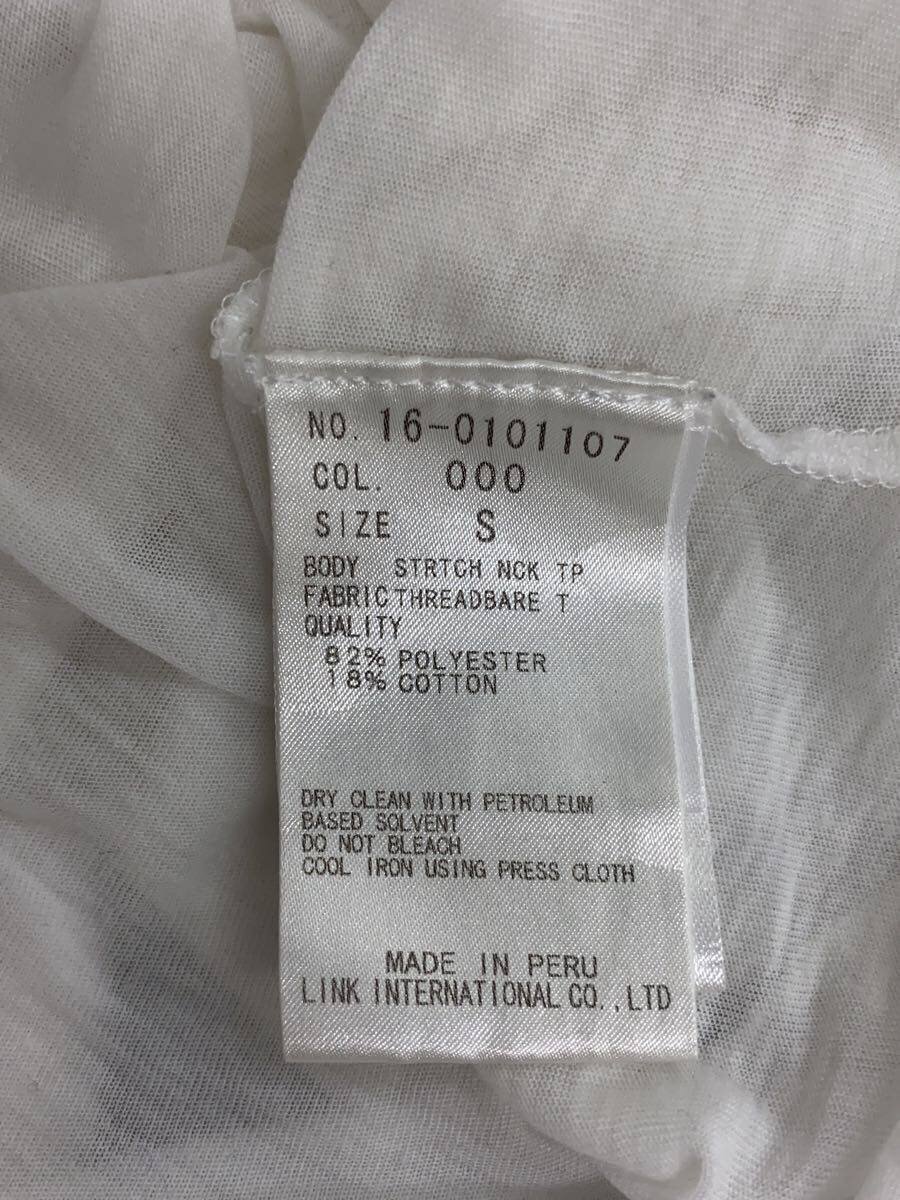 NO. 16-0101107
COL. 000
SIZE S
BODY STRTCH NCK TP
FABRIC THREADBARE T
QUALITY
82% POLYESTER
18% COTTON
DRY CLEAN WITH PETROLEUM
BASED SOLVENT
DO NOT BLEACH
COOL IRON USING PRESS CLOTH
MADE IN PERU
LINK INTERNATIONAL CO.,LTD